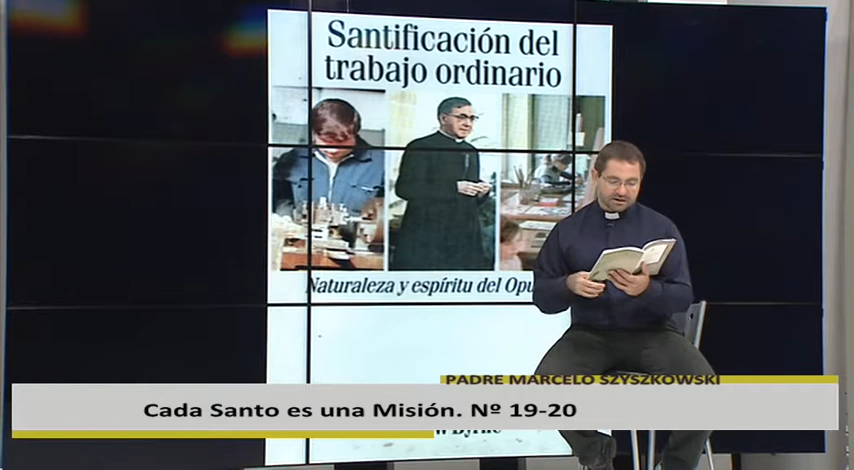 Santificación del
trabajo ordinario
Naturaleza y espíritu del Opu
PADRE MARCELO SZYSZKOWSKI
Cada Santo es una Misión. Nº 19-20